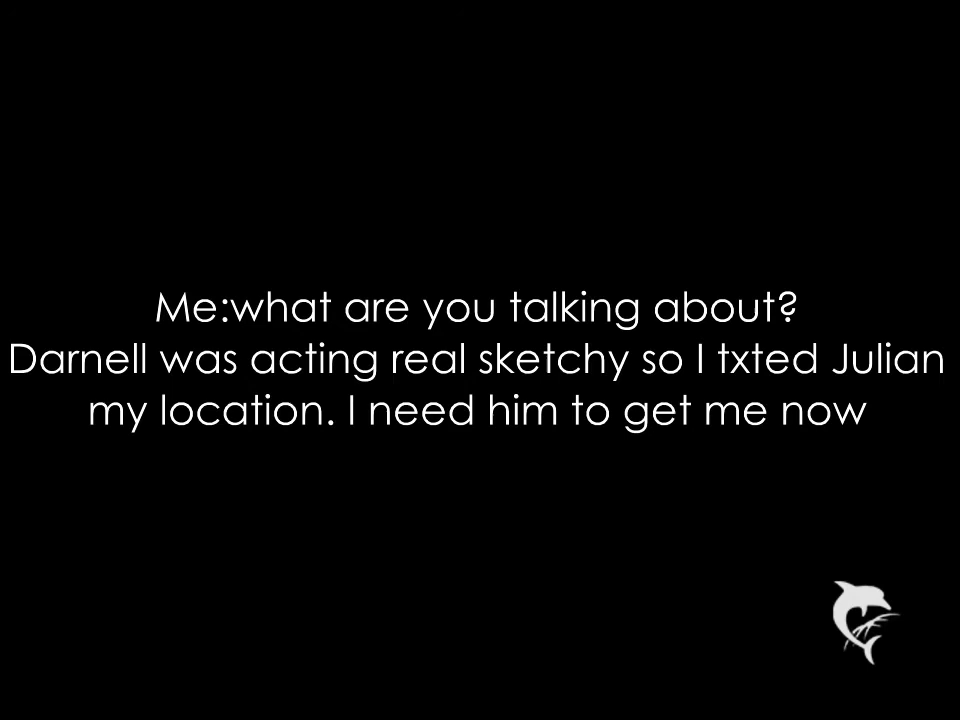 Me:what are you talking about?
Darnell was acting real sketchy so I txted Julian
my location. I need him to get me now